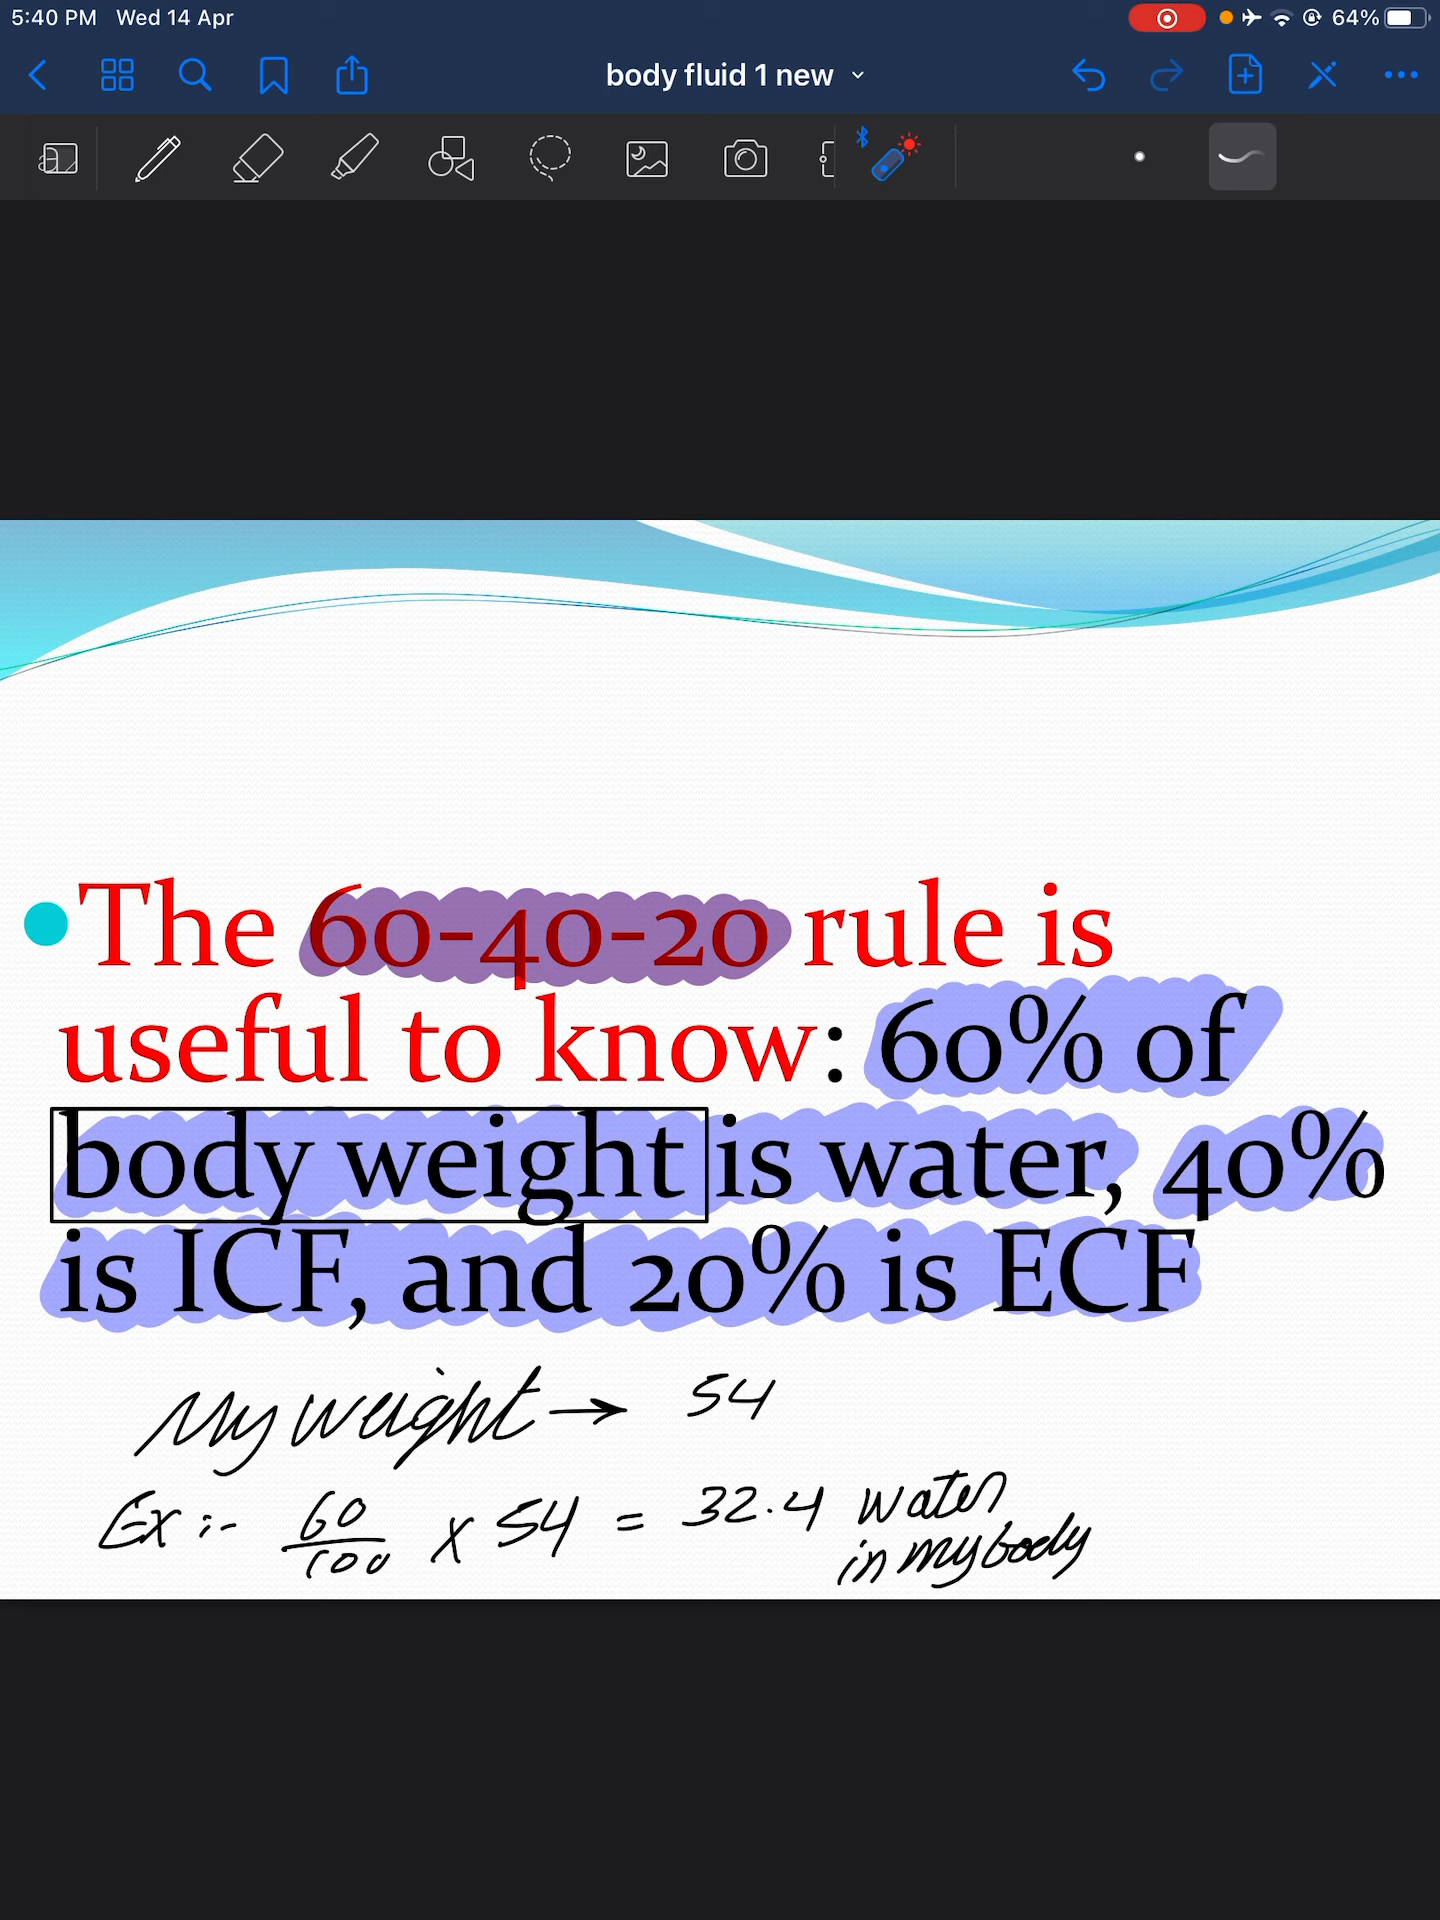 5:40 PM Wed 14 Apr 64%
body fluid 1 new
•The 60-40-20 rule is
useful to know: 60% of
body weight is water, 40%
is ICF, and 20% is ECF
My weight → 54
Ex :- 60/100 x 54 = 32.4 water
in my body